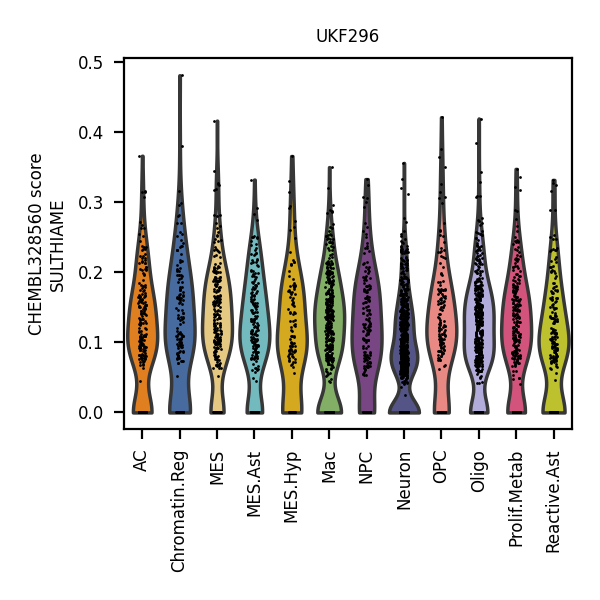 UKF296
CHEMBL328560 score
SULTHIAME
0.5
0.4
0.3
0.2
0.1
0.0
AC
Chromatin.Reg
MES
MES.Ast
MES.Hyp
Mac
NPC
Neuron
OPC
Oligo
Prolif.Metab
Reactive.Ast